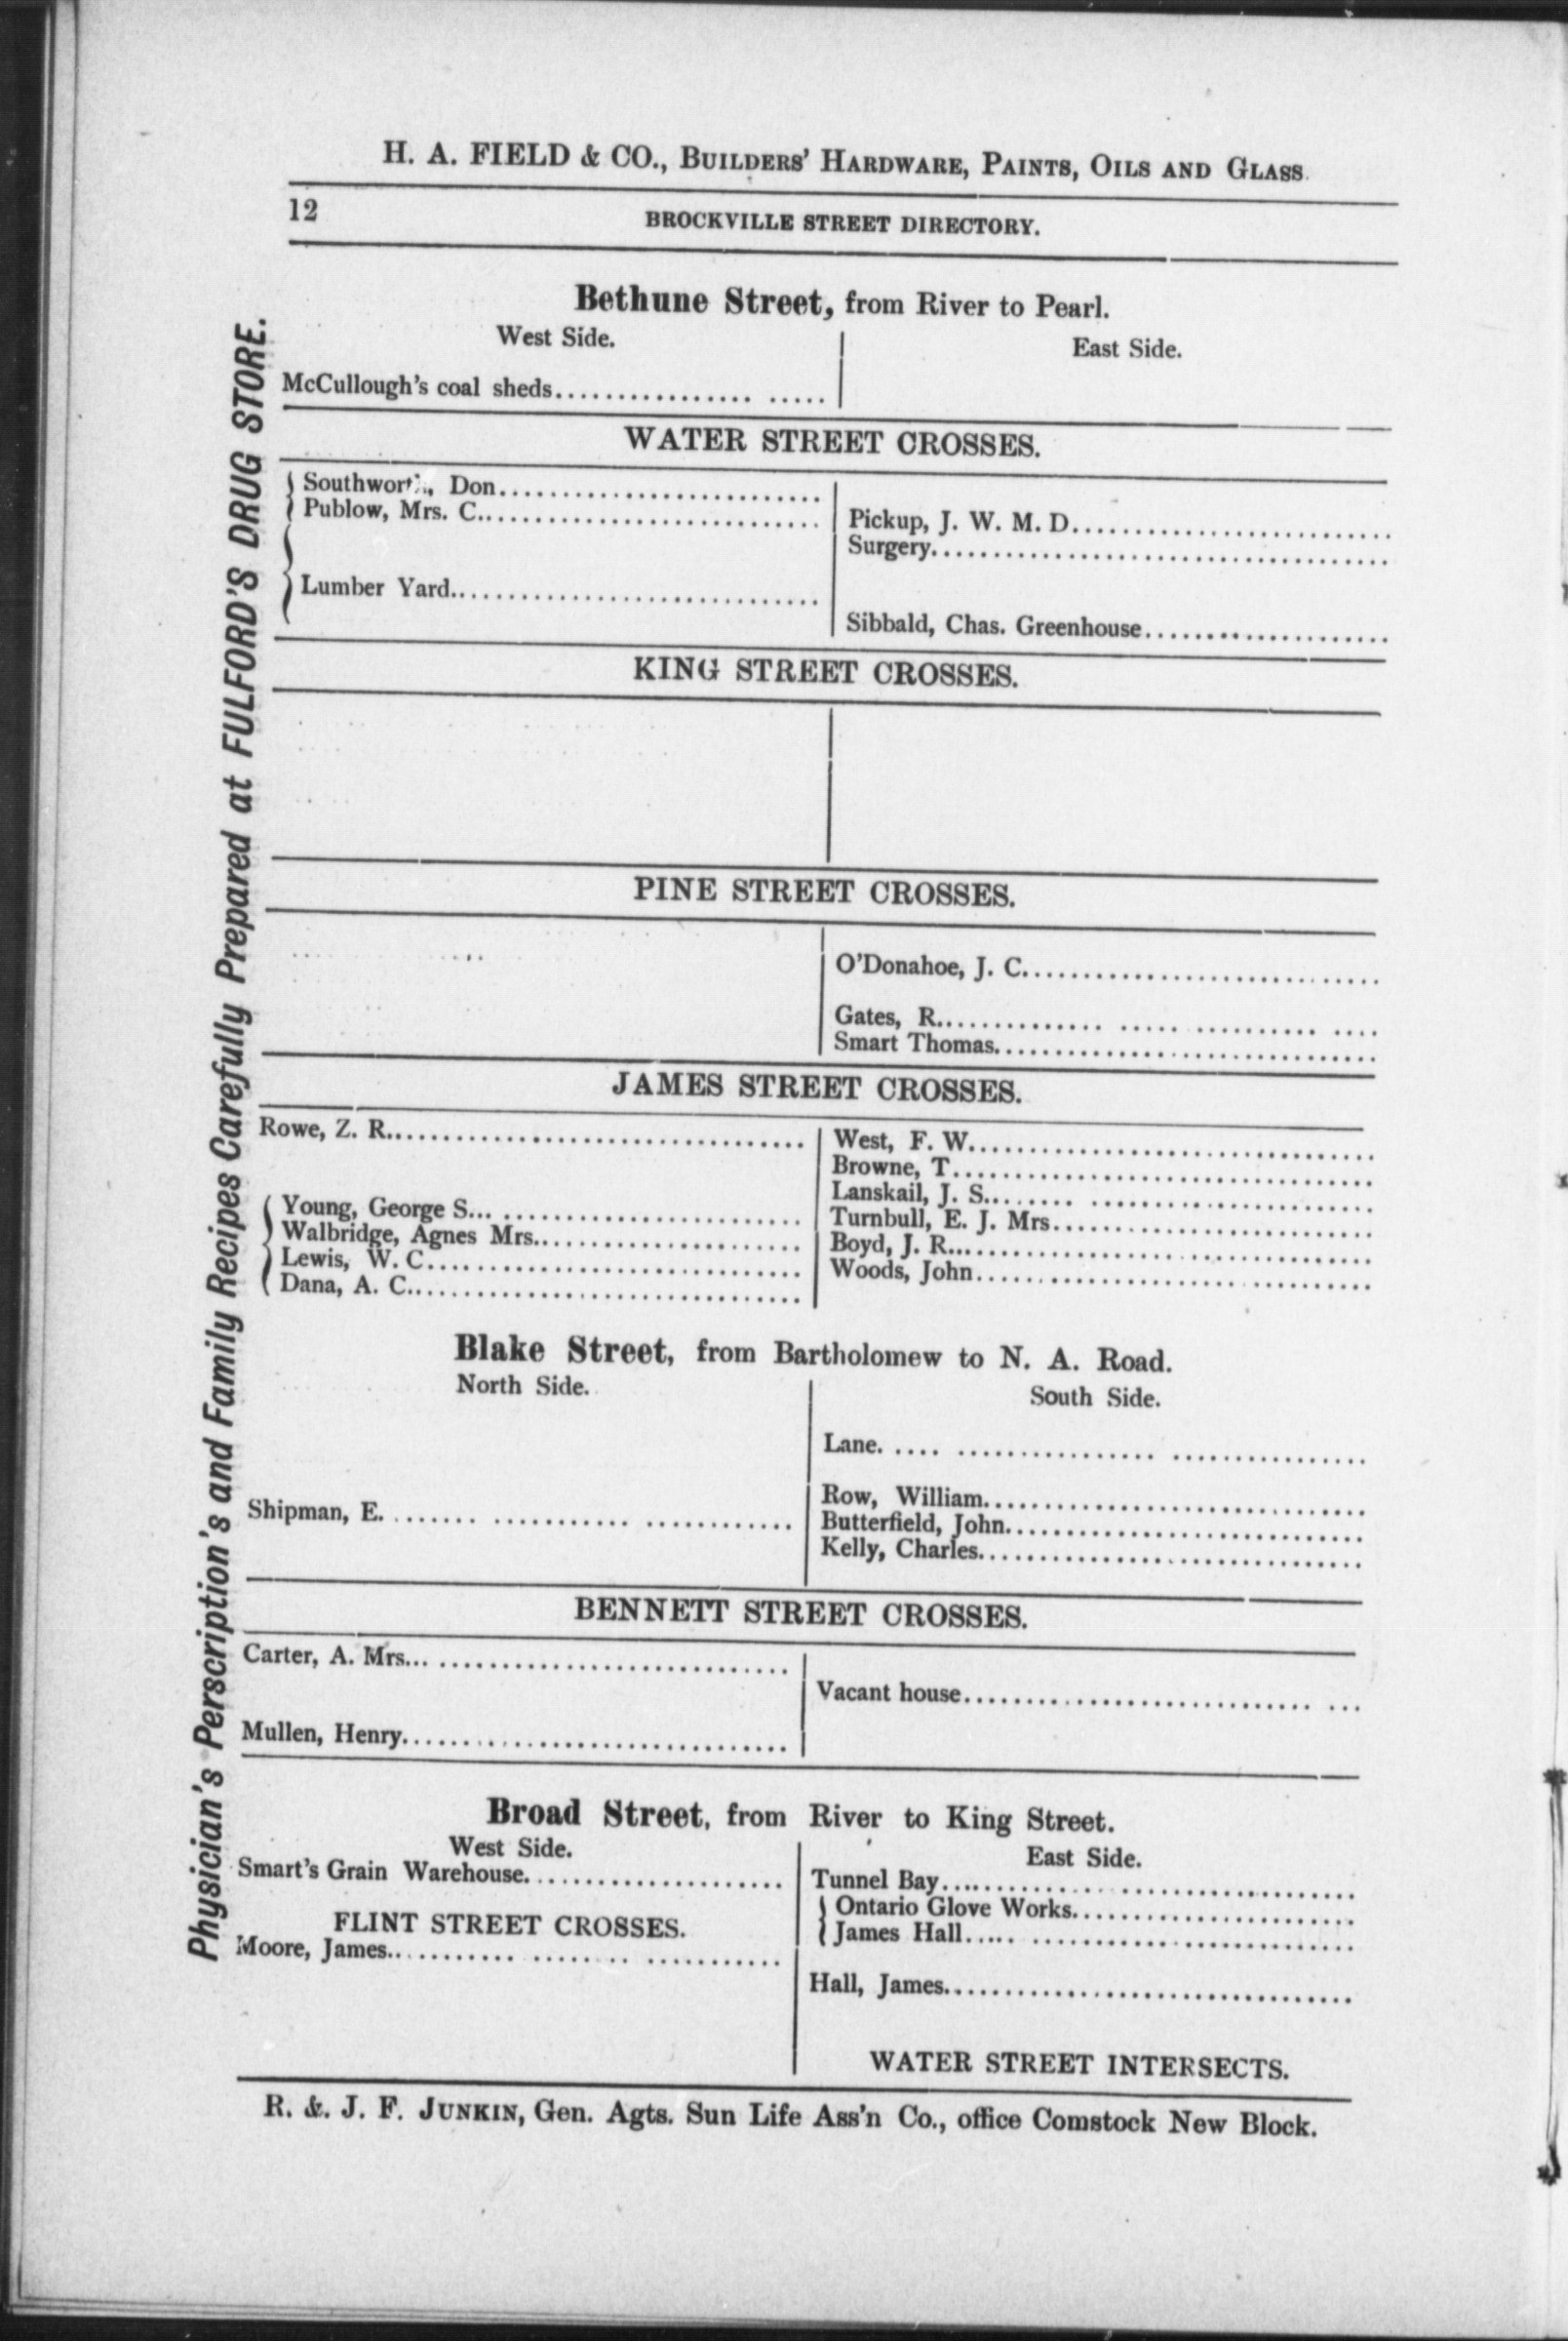 H. A. FIELD & CO., BUILDERS' HARDWARE, PAINTS, OILS AND GLASS.
12
BROCKVILLE STREET DIRECTORY.
Physician's Perscription's and Family Recipes Carefully Prepared at FULFORD'S DRUG STORE.
Bethune Street, from River to Pearl.
West Side.
McCullough's coal sheds
East Side.
WATER STREET CROSSES.
Southworth, Don
Publow, Mrs. C
Lumber Yard
Pickup, J. W. M. D
Surgery
Sibbald, Chas. Greenhouse
KING STREET CROSSES.
PINE STREET CROSSES.
O'Donahoe, J. C
Gates, R
Smart Thomas
JAMES STREET CROSSES.
Rowe, Z. R
Young, George S
Walbridge, Agnes Mrs
Lewis, W. C
Dana, A. C
West, F. W
Browne, T
Lanskail, J. S
Turnbull, E. J. Mrs
Boyd, J. R
Woods, John
Blake Street, from Bartholomew to N. A. Road.
North Side.
Shipman, E.
South Side.
Lane
Row, William
Butterfield, John
Kelly, Charles
BENNETT STREET CROSSES.
Carter, A. Mrs
Mullen, Henry
Vacant house
Broad Street, from River to King Street.
West Side.
Smart's Grain Warehouse
FLINT STREET CROSSES.
Moore, James
East Side.
Tunnel Bay
Ontario Glove Works
James Hall
Hall, James
WATER STREET INTERSECTS.
R. &. J. F. JUNKIN, Gen. Agts. Sun Life Ass'n Co., office Comstock New Block.